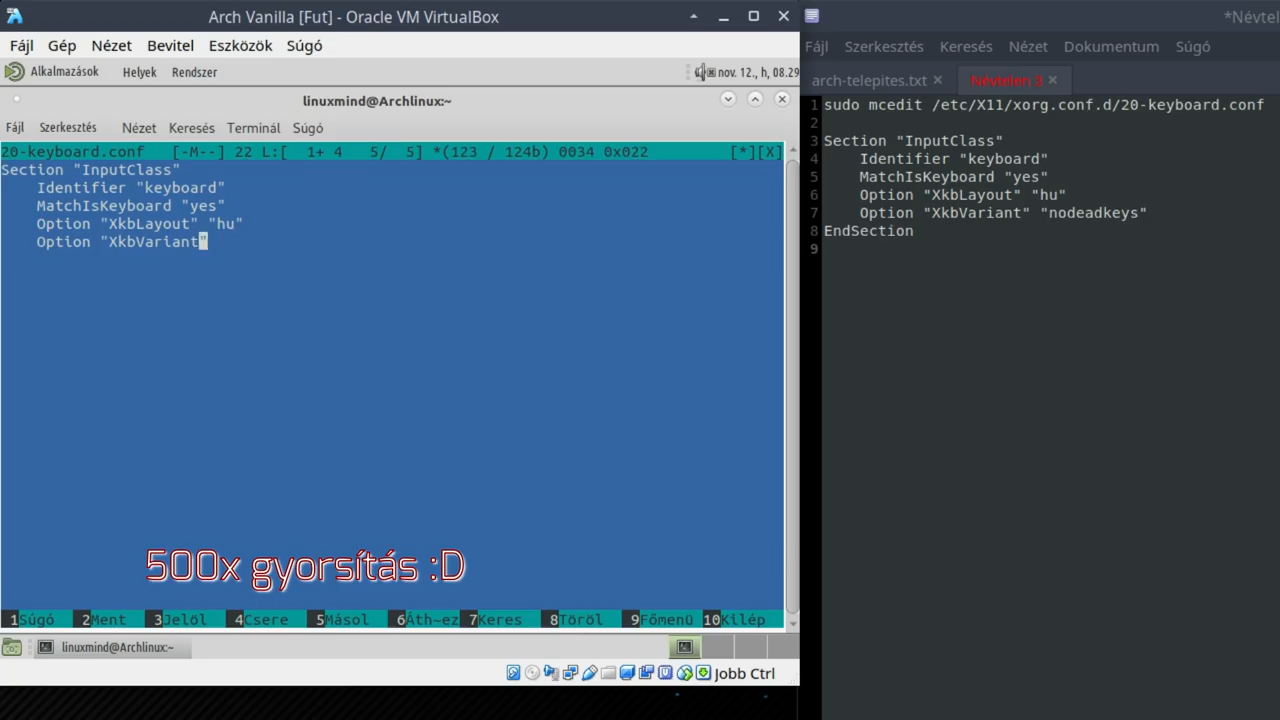 Arch Vanilla [Fut] - Oracle VM VirtualBox
Fájl Gép Nézet Bevitel Eszközök Súgó
Alkalmazások Helyek Rendszer nov. 12., h, 08.29
linuxmind@Archlinux:~
Fájl Szerkesztés Nézet Keresés Terminál Súgó
20-keyboard.conf [-M--] 22 L:[ 1+ 4 5/ 5] *(123 / 124b) 0034 0x022 [*][X]
Section "InputClass"
    Identifier "keyboard"
    MatchIsKeyboard "yes"
    Option "XkbLayout" "hu"
    Option "XkbVariant"
500x gyorsítás :D
1Súgó 2Ment 3Jelöl 4Csere 5Másol 6Áth~ez 7Keres 8Töröl 9Főmenü 10Kilép
linuxmind@Archlinux:~
Jobb Ctrl
*Névtel
Fájl Szerkesztés Keresés Nézet Dokumentum Súgó
arch-telepites.txt Névtelen 3
1 sudo mcedit /etc/X11/xorg.conf.d/20-keyboard.conf
2
3 Section "InputClass"
4     Identifier "keyboard"
5     MatchIsKeyboard "yes"
6     Option "XkbLayout" "hu"
7     Option "XkbVariant" "nodeadkeys"
8 EndSection
9